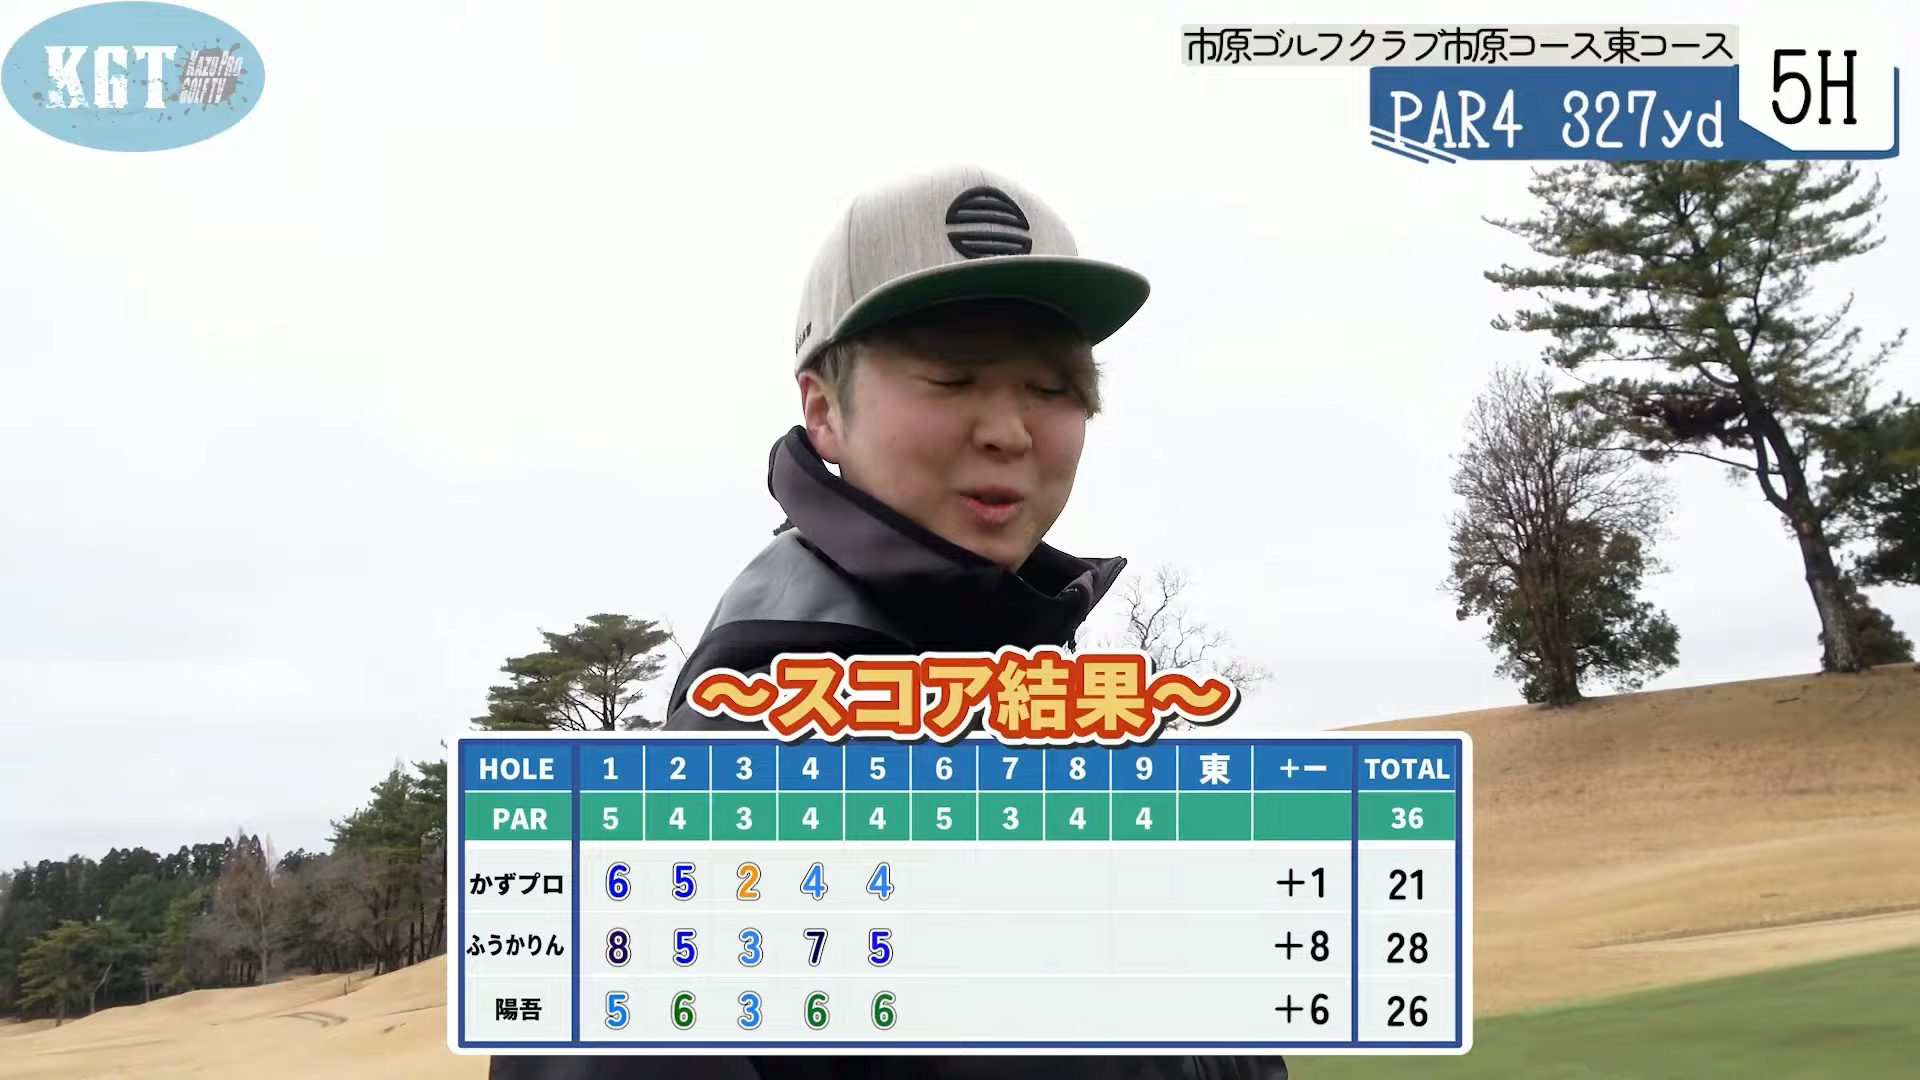 KGT KAZU PRO GOLF TV
市原ゴルフクラブ市原コース東コース
PAR4 327yd
5H
〜スコア結果〜
HOLE 1 2 3 4 5 6 7 8 9 東 +ー TOTAL
PAR 5 4 3 4 4 5 3 4 4 36
かずプロ 6 5 2 4 4 +1 21
ふうかりん 8 5 3 7 5 +8 28
陽吾 5 6 3 6 6 +6 26